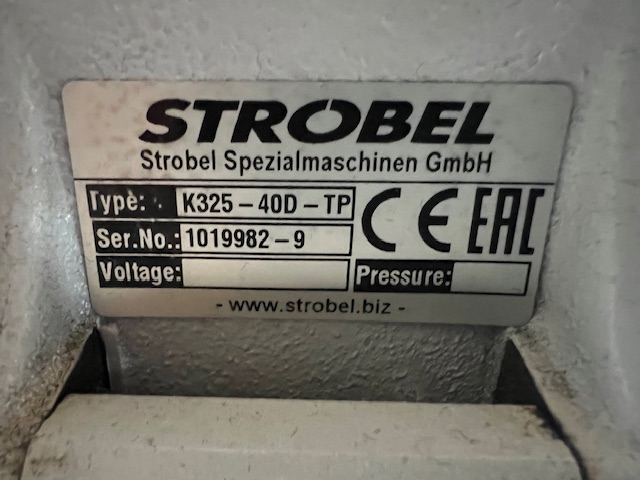 STROBEL
Strobel Spezialmaschinen GmbH
Type: K325-40D-TP
Ser.No.: 1019982-9
CE EAC
Voltage:
Pressure:
- www.strobel.biz -